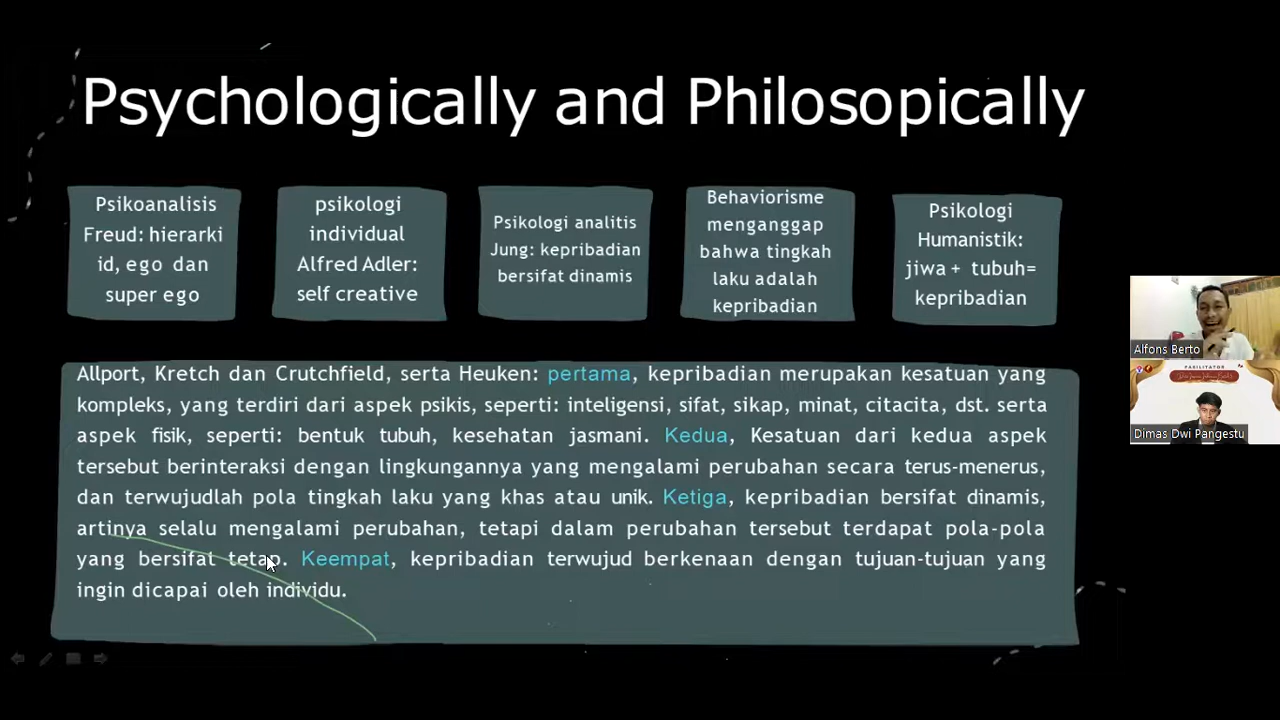 Psychologically and Philosopically
Psikoanalisis
Freud: hierarki
id, ego dan
super ego
psikologi
individual
Alfred Adler:
self creative
Psikologi analitis
Jung: kepribadian
bersifat dinamis
Behaviorisme
menganggap
bahwa tingkah
laku adalah
kepribadian
Psikologi
Humanistik:
jiwa + tubuh=
kepribadian
Allport, Kretch dan Crutchfield, serta Heuken: pertama, kepribadian merupakan kesatuan yang
kompleks, yang terdiri dari aspek psikis, seperti: inteligensi, sifat, sikap, minat, citacita, dst. serta
aspek fisik, seperti: bentuk tubuh, kesehatan jasmani. Kedua, Kesatuan dari kedua aspek
tersebut berinteraksi dengan lingkungannya yang mengalami perubahan secara terus-menerus,
dan terwujudlah pola tingkah laku yang khas atau unik. Ketiga, kepribadian bersifat dinamis,
artinya selalu mengalami perubahan, tetapi dalam perubahan tersebut terdapat pola-pola
yang bersifat tetap. Keempat, kepribadian terwujud berkenaan dengan tujuan-tujuan yang
ingin dicapai oleh individu.
Alfons Berto
FASILITATOR
Dimas Dwi Pangestu